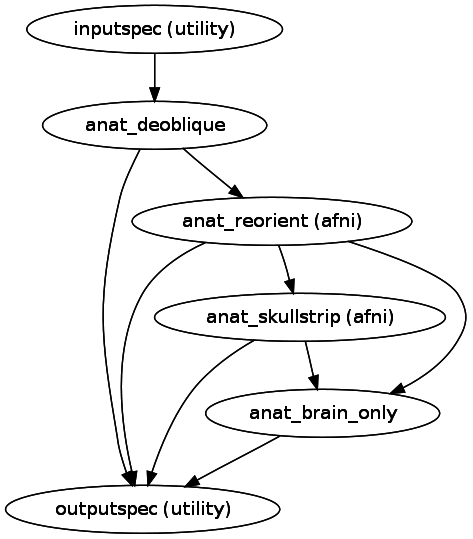 inputspec (utility)
anat_deoblique
anat_reorient (afni)
anat_skullstrip (afni)
anat_brain_only
outputspec (utility)